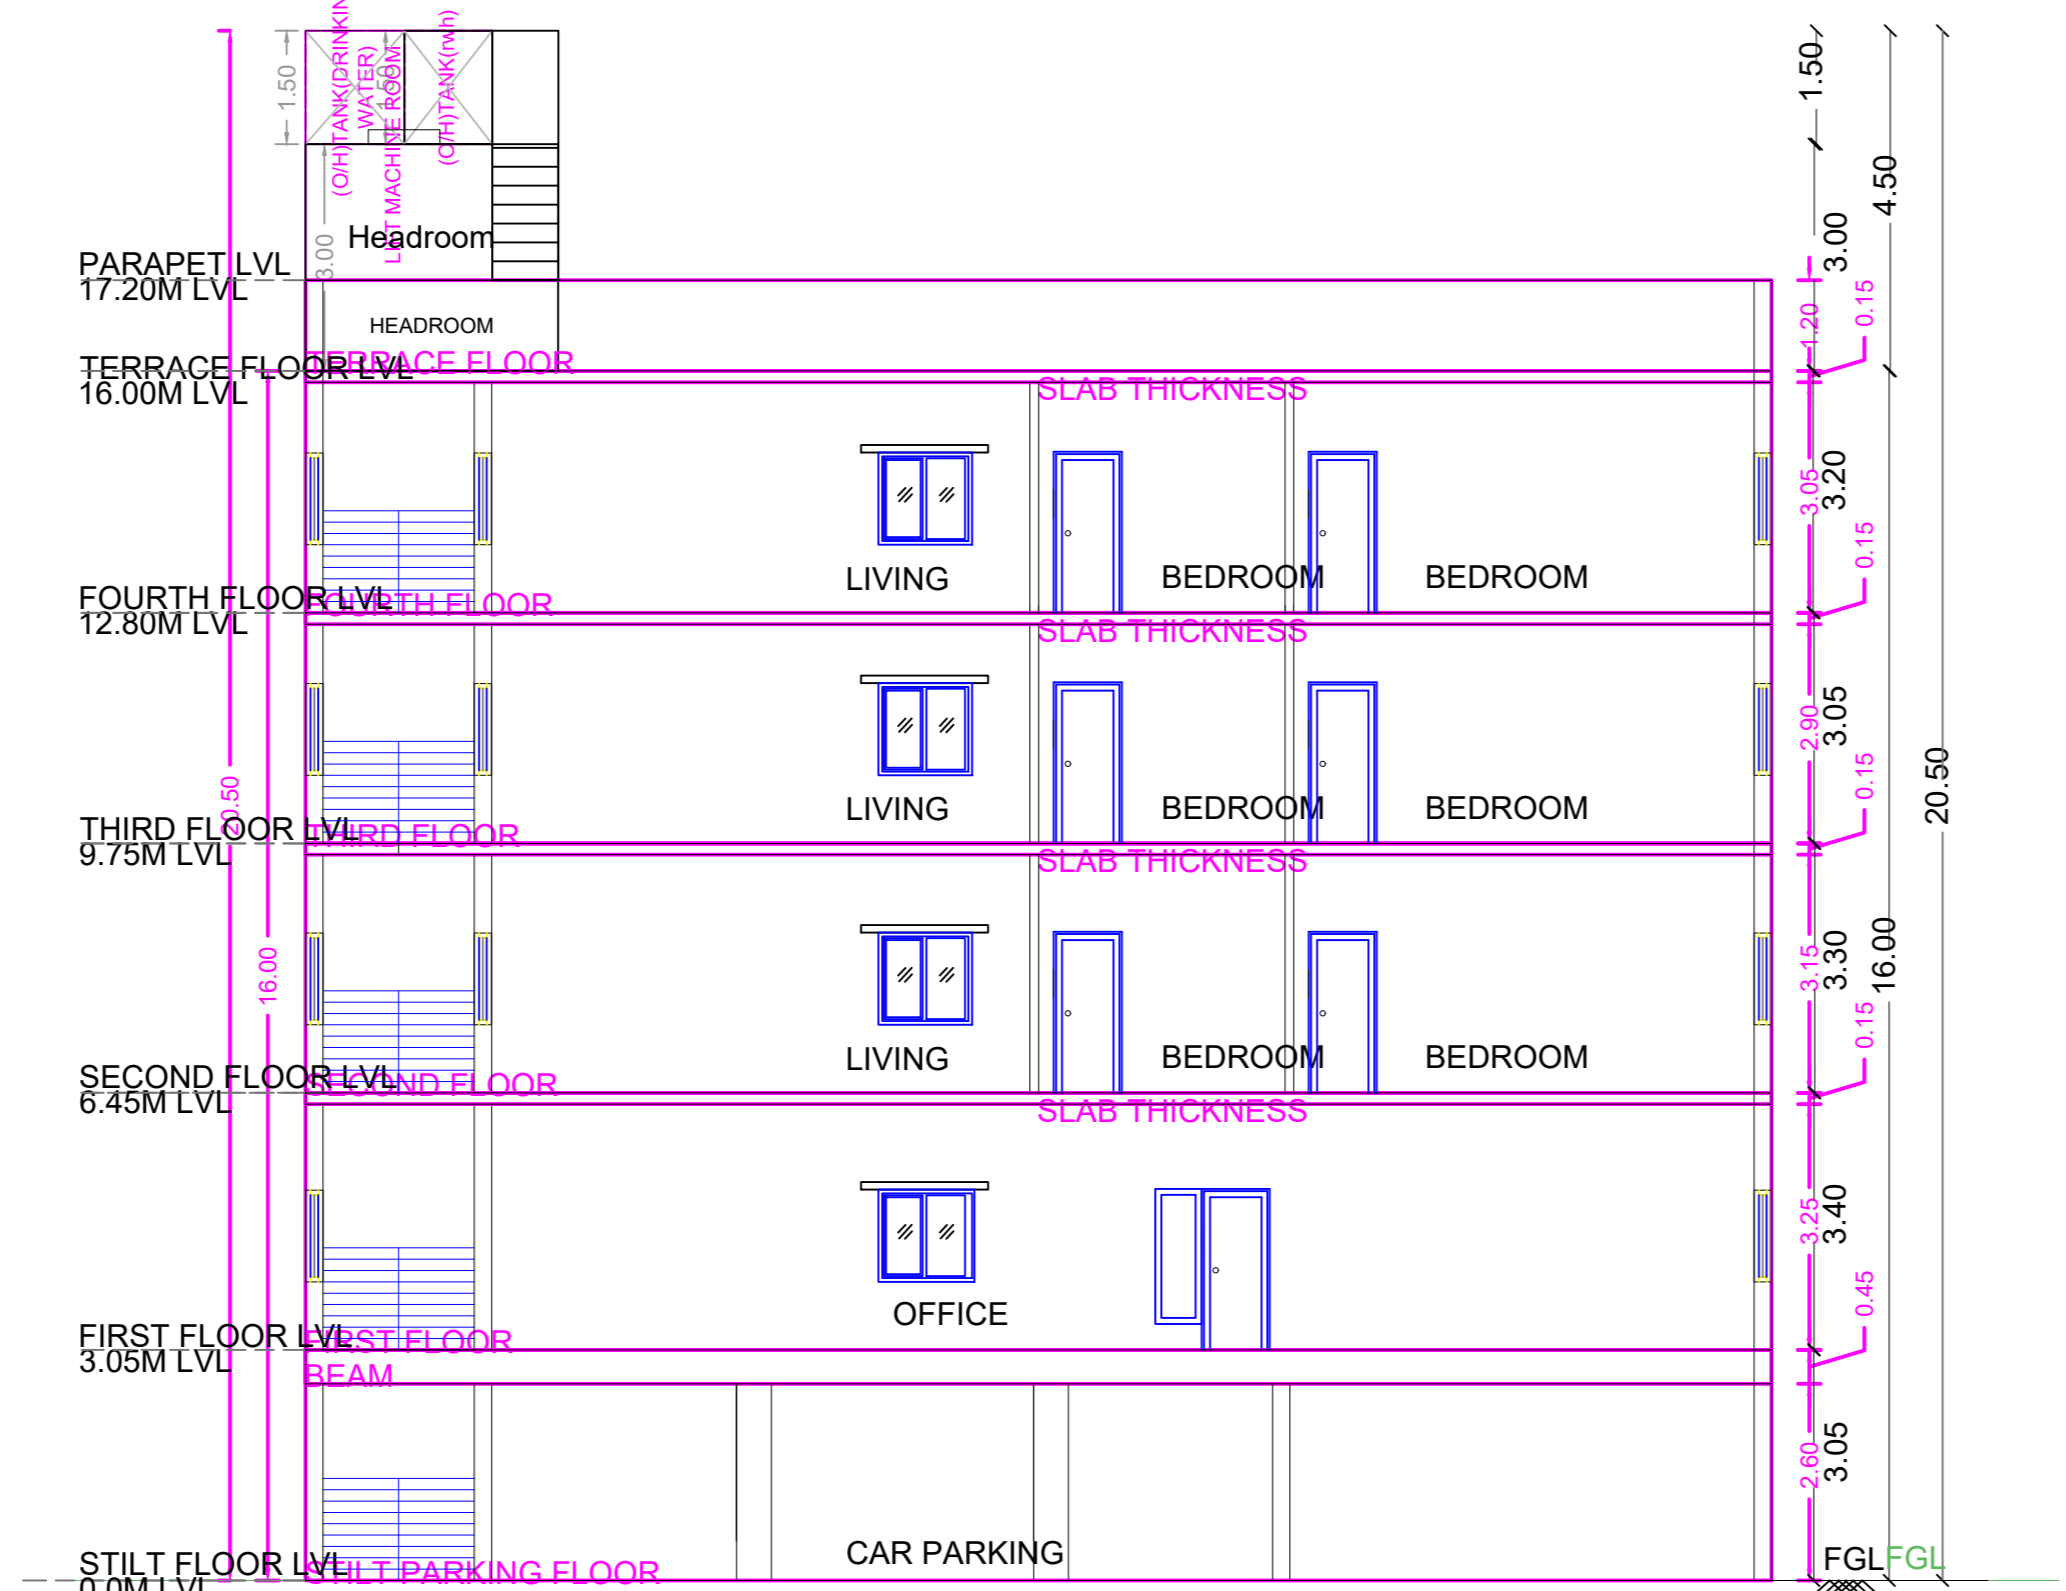 (O/H)TANK(DRINKIN
WATER)
LIFT MACHINE ROOM
(O/H)TANK(rwh)
1.50
1.50
1.50
3.00
Headroom
3.00
4.50
PARAPET LVL
17.20M LVL
HEADROOM
1.20
0.15
TERRACE FLOOR LVL
TERRACE FLOOR
16.00M LVL
SLAB THICKNESS
3.05
3.20
0.15
LIVING
BEDROOM
BEDROOM
FOURTH FLOOR LVL
FOURTH FLOOR
12.80M LVL
SLAB THICKNESS
2.90
3.05
0.15
20.50
20.50
LIVING
BEDROOM
BEDROOM
THIRD FLOOR LVL
THIRD FLOOR
9.75M LVL
SLAB THICKNESS
16.00
3.15
3.30
16.00
0.15
LIVING
BEDROOM
BEDROOM
SECOND FLOOR LVL
SECOND FLOOR
6.45M LVL
SLAB THICKNESS
3.25
3.40
0.45
OFFICE
FIRST FLOOR LVL
FIRST FLOOR
3.05M LVL
BEAM
2.60
3.05
CAR PARKING
STILT FLOOR LVL
STILT PARKING FLOOR
0.0M LVL
FGL
FGL